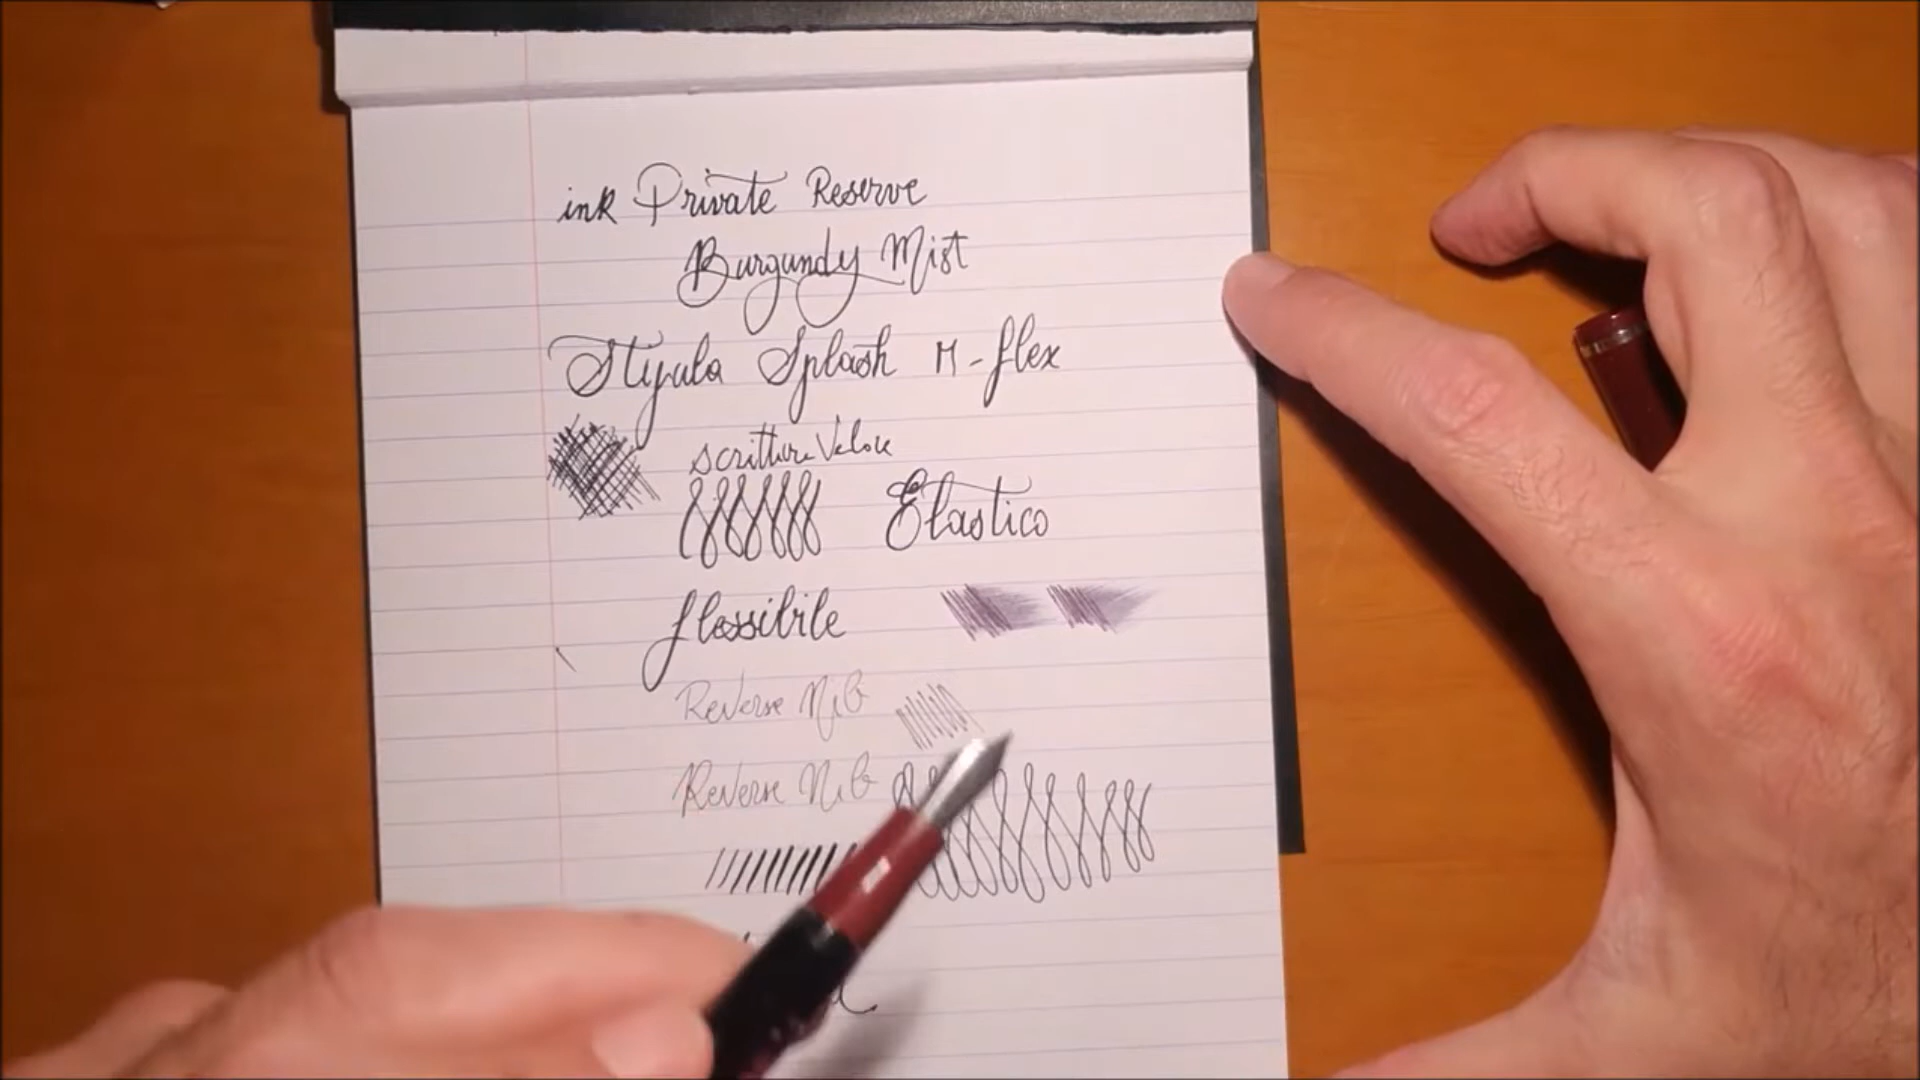 ink Private Reserve
Burgundy Mist
Stipula Splash M-flex
scrittura Veloce
Elastico
flessibile
Reverse Nib
Reverse Nib